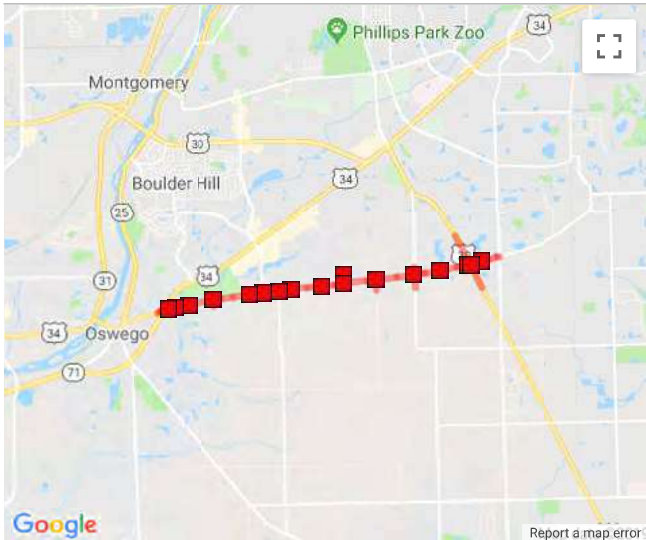 34
Phillips Park Zoo
Montgomery
30
Boulder Hill
34
25
34
31
34
Oswego
71
Google
Report a map error